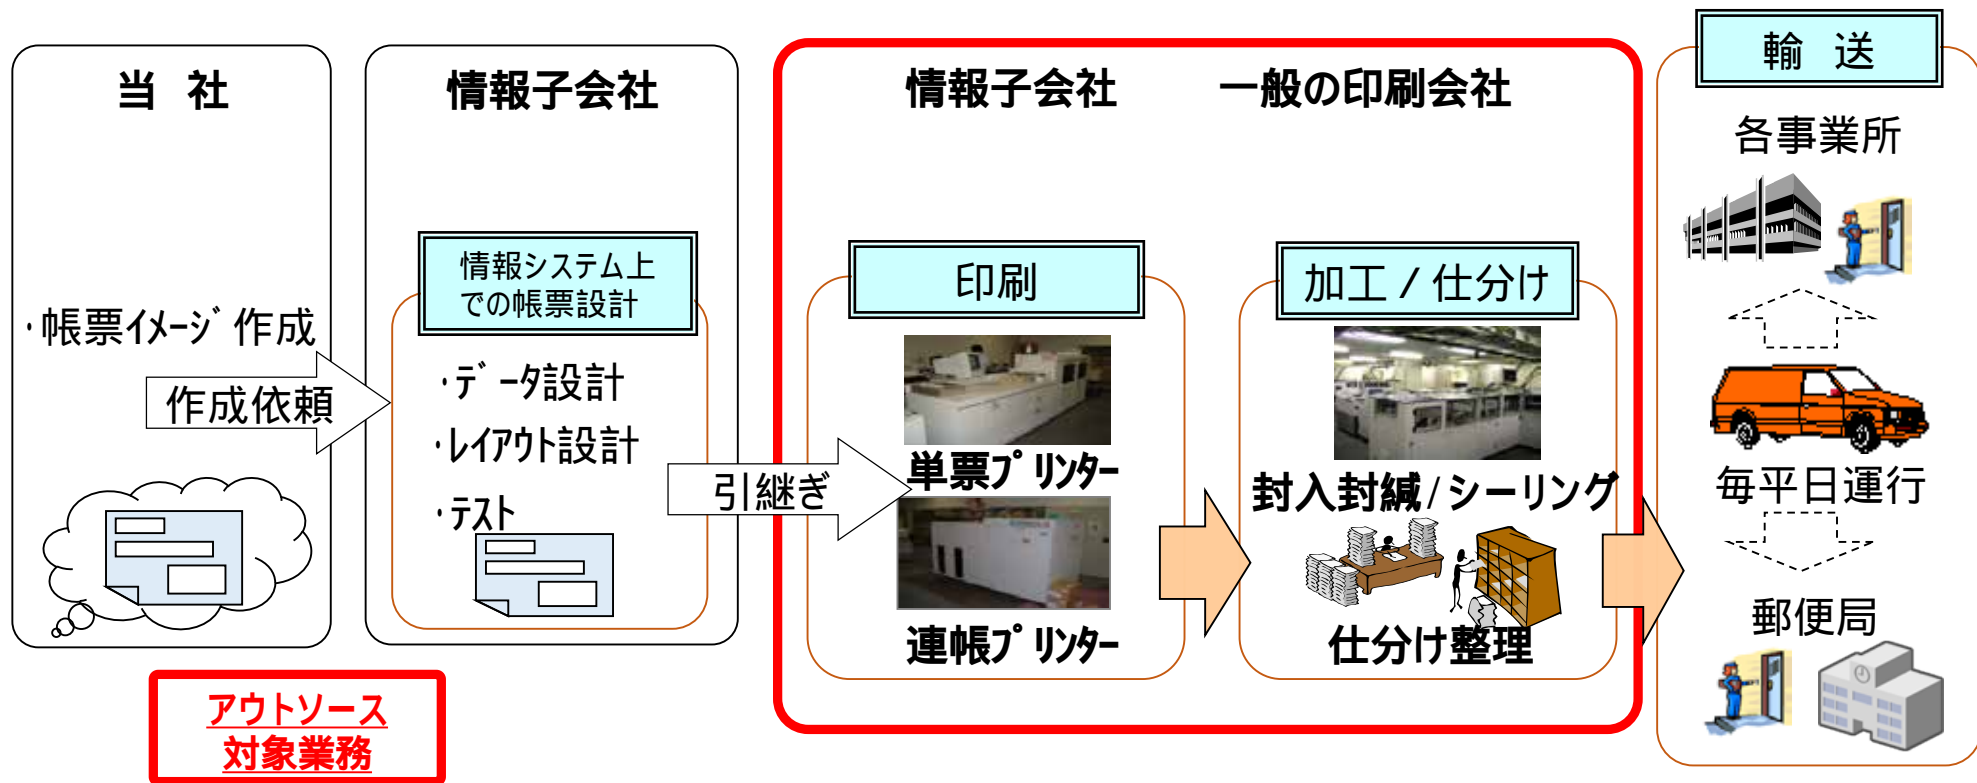 当 社
・帳票ｲﾒｰｼﾞ作成
作成依頼
情報子会社
情報システム上
での帳票設計
・ﾃﾞｰﾀ設計
・ﾚｲｱｳﾄ設計
・ﾃｽﾄ
引継ぎ
情報子会社 一般の印刷会社
印刷
単票ﾌﾟﾘﾝﾀｰ
連帳ﾌﾟﾘﾝﾀｰ
加工／仕分け
封入封緘/シーリング
仕分け整理
輸 送
各事業所
毎平日運行
郵便局
アウトソース
対象業務